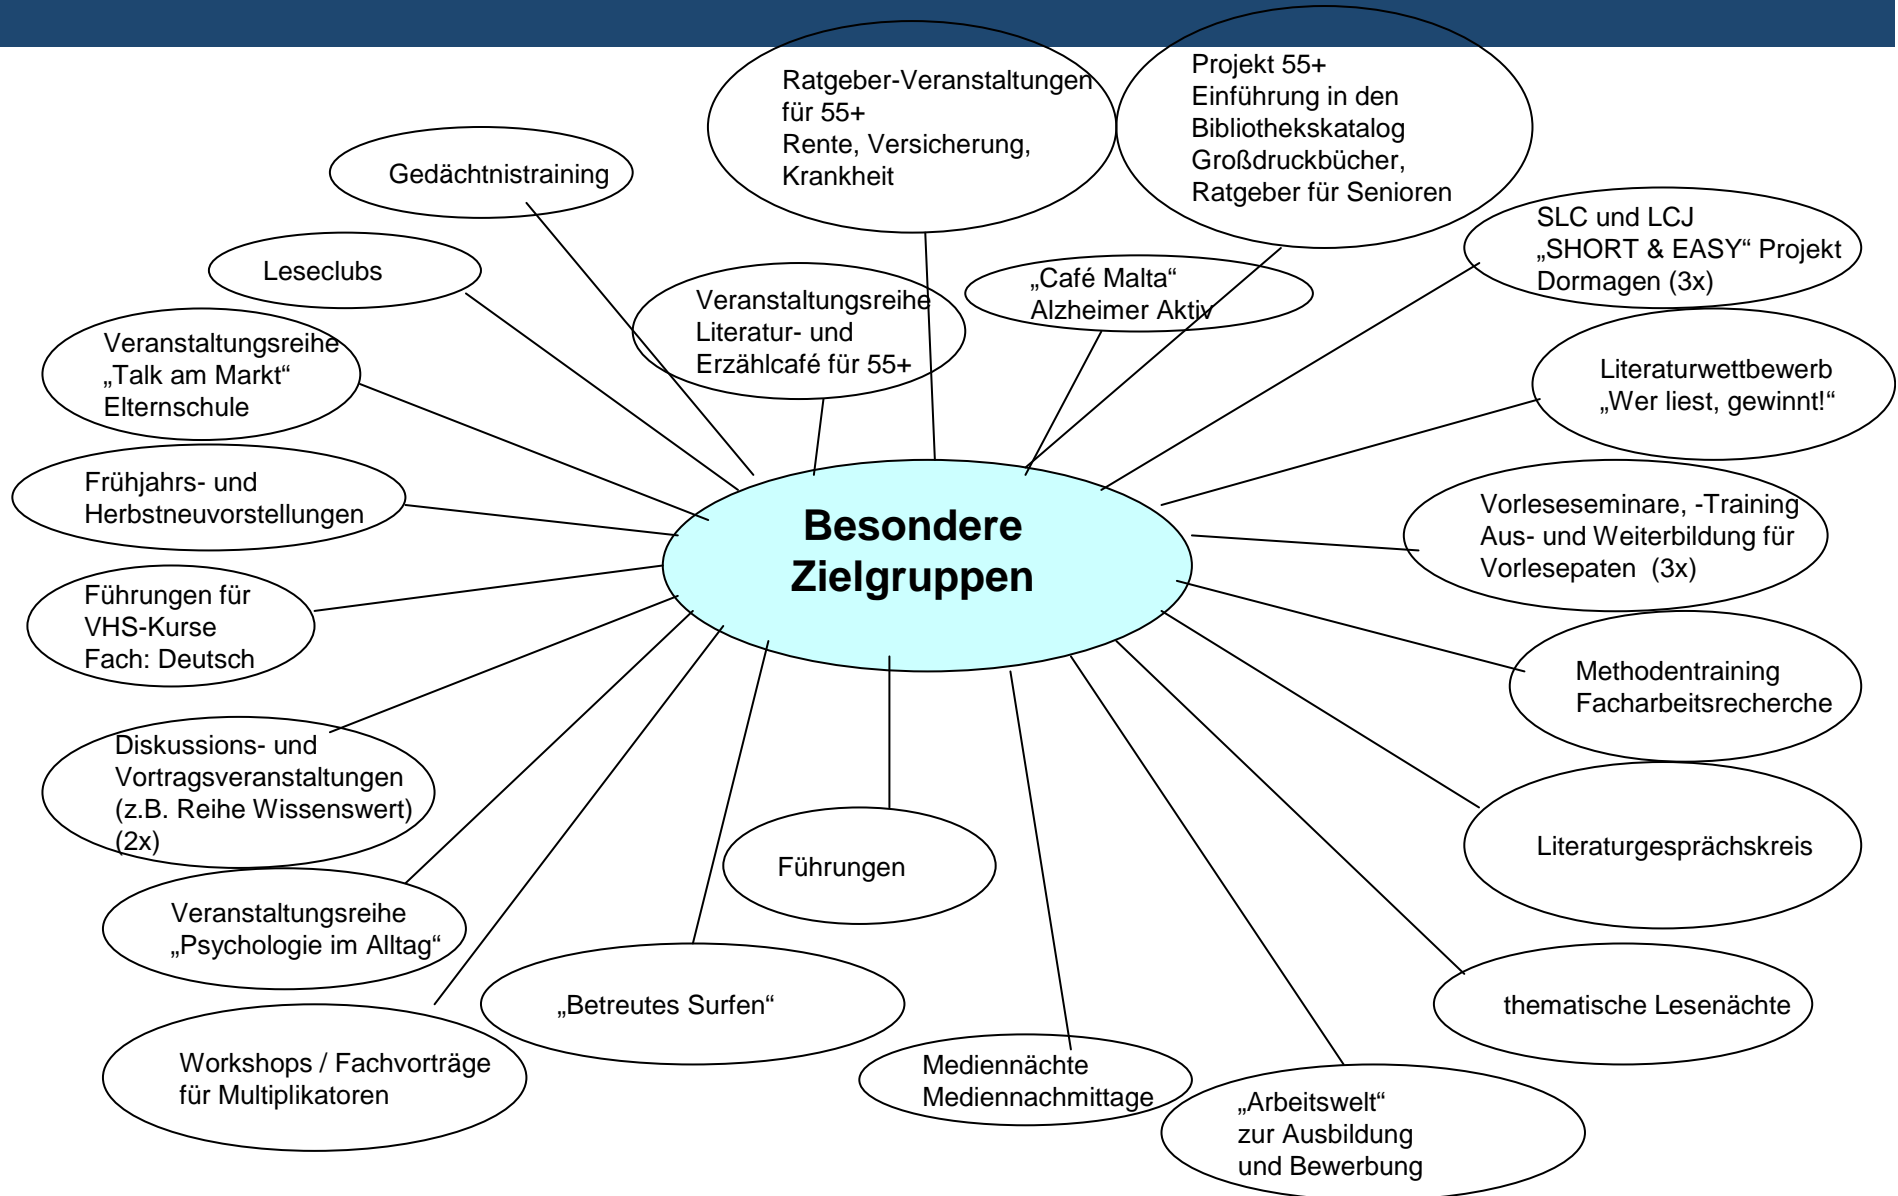 Ratgeber-Veranstaltungen
für 55+
Rente, Versicherung,
Krankheit
Projekt 55+
Einführung in den
Bibliothekskatalog
Großdruckbücher,
Ratgeber für Senioren
Gedächtnistraining
SLC und LCJ
„SHORT & EASY“ Projekt
Dormagen (3x)
Leseclubs
Veranstaltungsreihe
Literatur- und
Erzählcafé für 55+
„Café Malta“
Alzheimer Aktiv
Veranstaltungsreihe
„Talk am Markt“
Elternschule
Literaturwettbewerb
„Wer liest, gewinnt!“
Frühjahrs- und
Herbstneuvorstellungen
Besondere
Zielgruppen
Vorleseseminare, -Training
Aus- und Weiterbildung für
Vorlesepaten (3x)
Führungen für
VHS-Kurse
Fach: Deutsch
Methodentraining
Facharbeitsrecherche
Diskussions- und
Vortragsveranstaltungen
(z.B. Reihe Wissenswert)
(2x)
Führungen
Literaturgesprächskreis
Veranstaltungsreihe
„Psychologie im Alltag“
„Betreutes Surfen“
thematische Lesenächte
Workshops / Fachvorträge
für Multiplikatoren
Mediennächte
Mediennachmittage
„Arbeitswelt“
zur Ausbildung
und Bewerbung